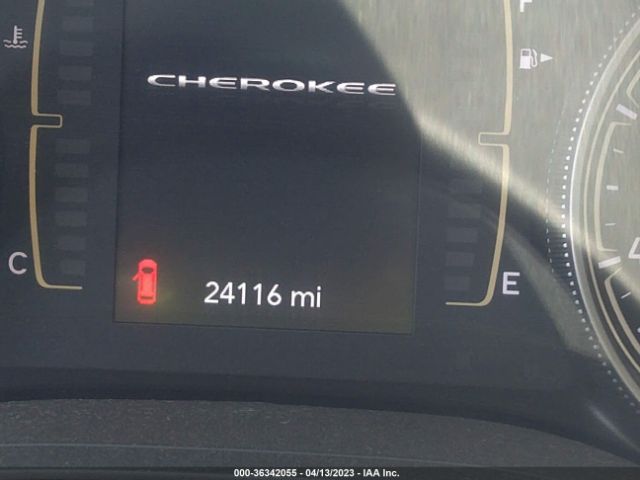 F
CHEROKEE
C
24116 mi
E
000-36342055 - 04/13/2023 - IAA Inc.